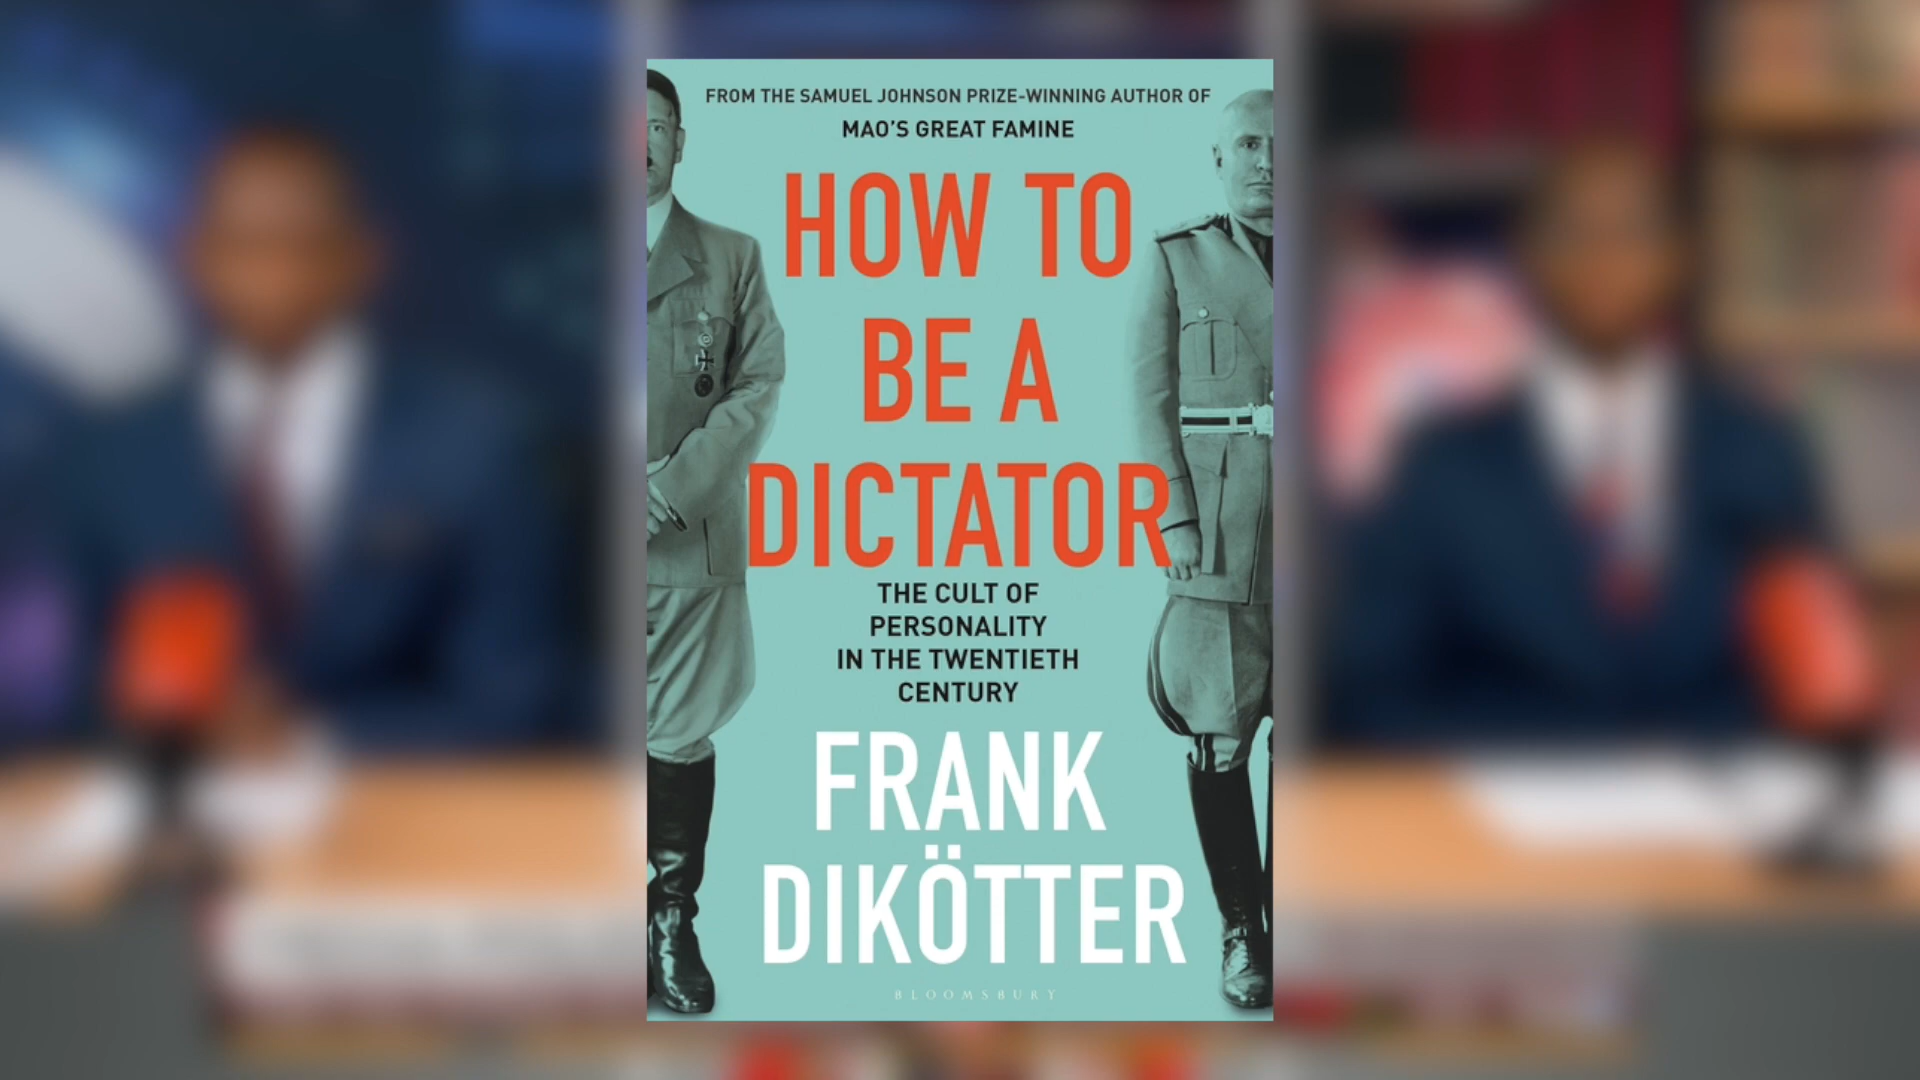 FROM THE SAMUEL JOHNSON PRIZE-WINNING AUTHOR OF
MAO'S GREAT FAMINE
HOW TO
BE A
DICTATOR
THE CULT OF
PERSONALITY
IN THE TWENTIETH
CENTURY
FRANK
DIKÖTTER
BLOOMSBURY